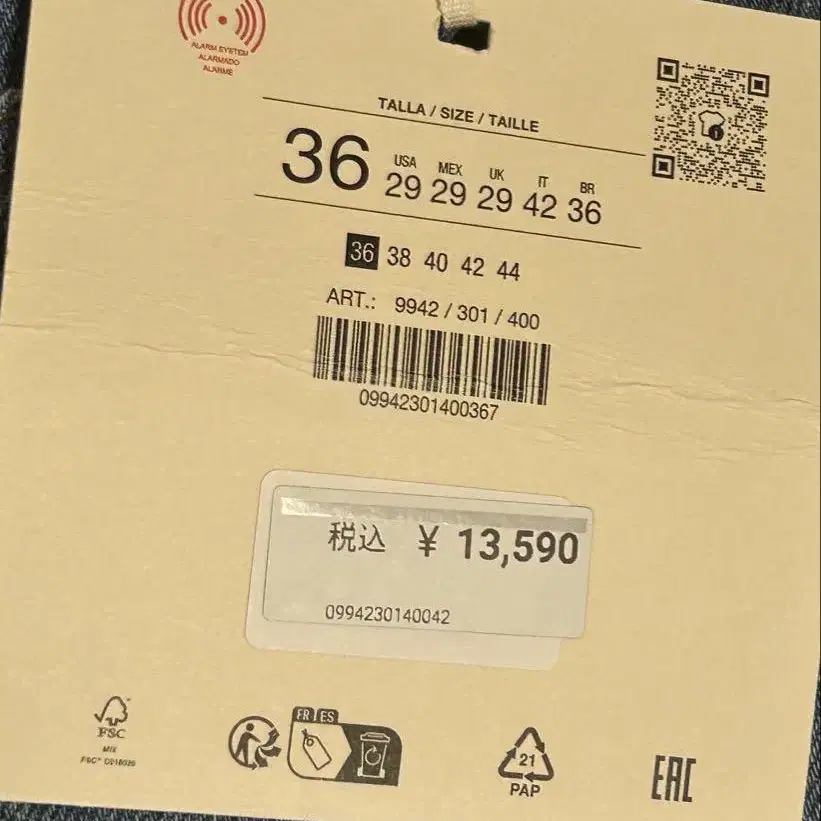 ALARM SYSTEM
ALARMADO
ALARME
TALLA / SIZE / TAILLE
36
USA MEX UK IT BR
29 29 29 42 36
36 38 40 42 44
ART.: 9942 / 301 / 400
09942301400367
税込 ¥ 13,590
0994230140042
FSC
MIX
FR ES
21
PAP
EAC